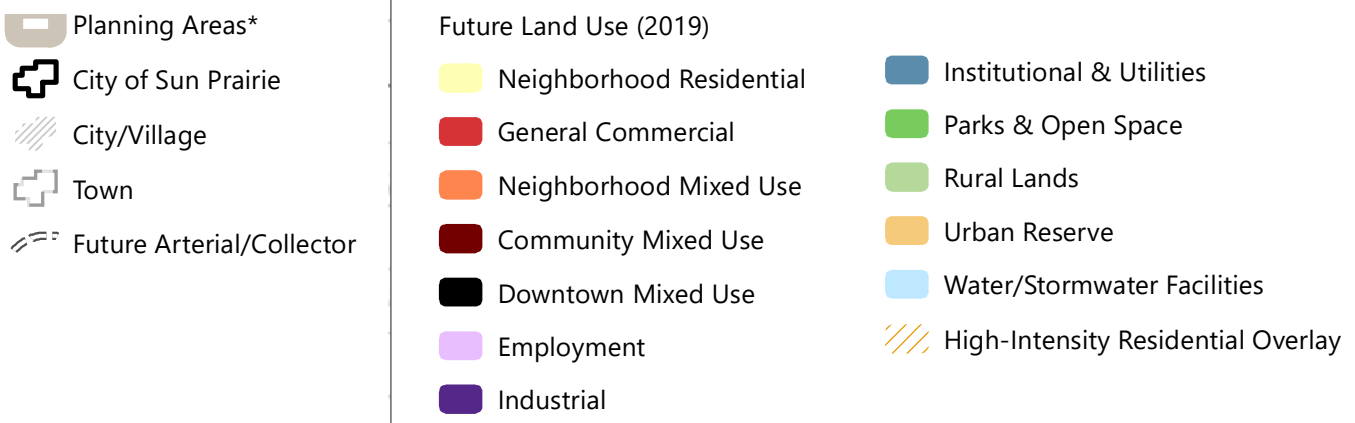 Planning Areas*
City of Sun Prairie
City/Village
Town
Future Arterial/Collector
Future Land Use (2019)
Neighborhood Residential
General Commercial
Neighborhood Mixed Use
Community Mixed Use
Downtown Mixed Use
Employment
Industrial
Institutional & Utilities
Parks & Open Space
Rural Lands
Urban Reserve
Water/Stormwater Facilities
High-Intensity Residential Overlay